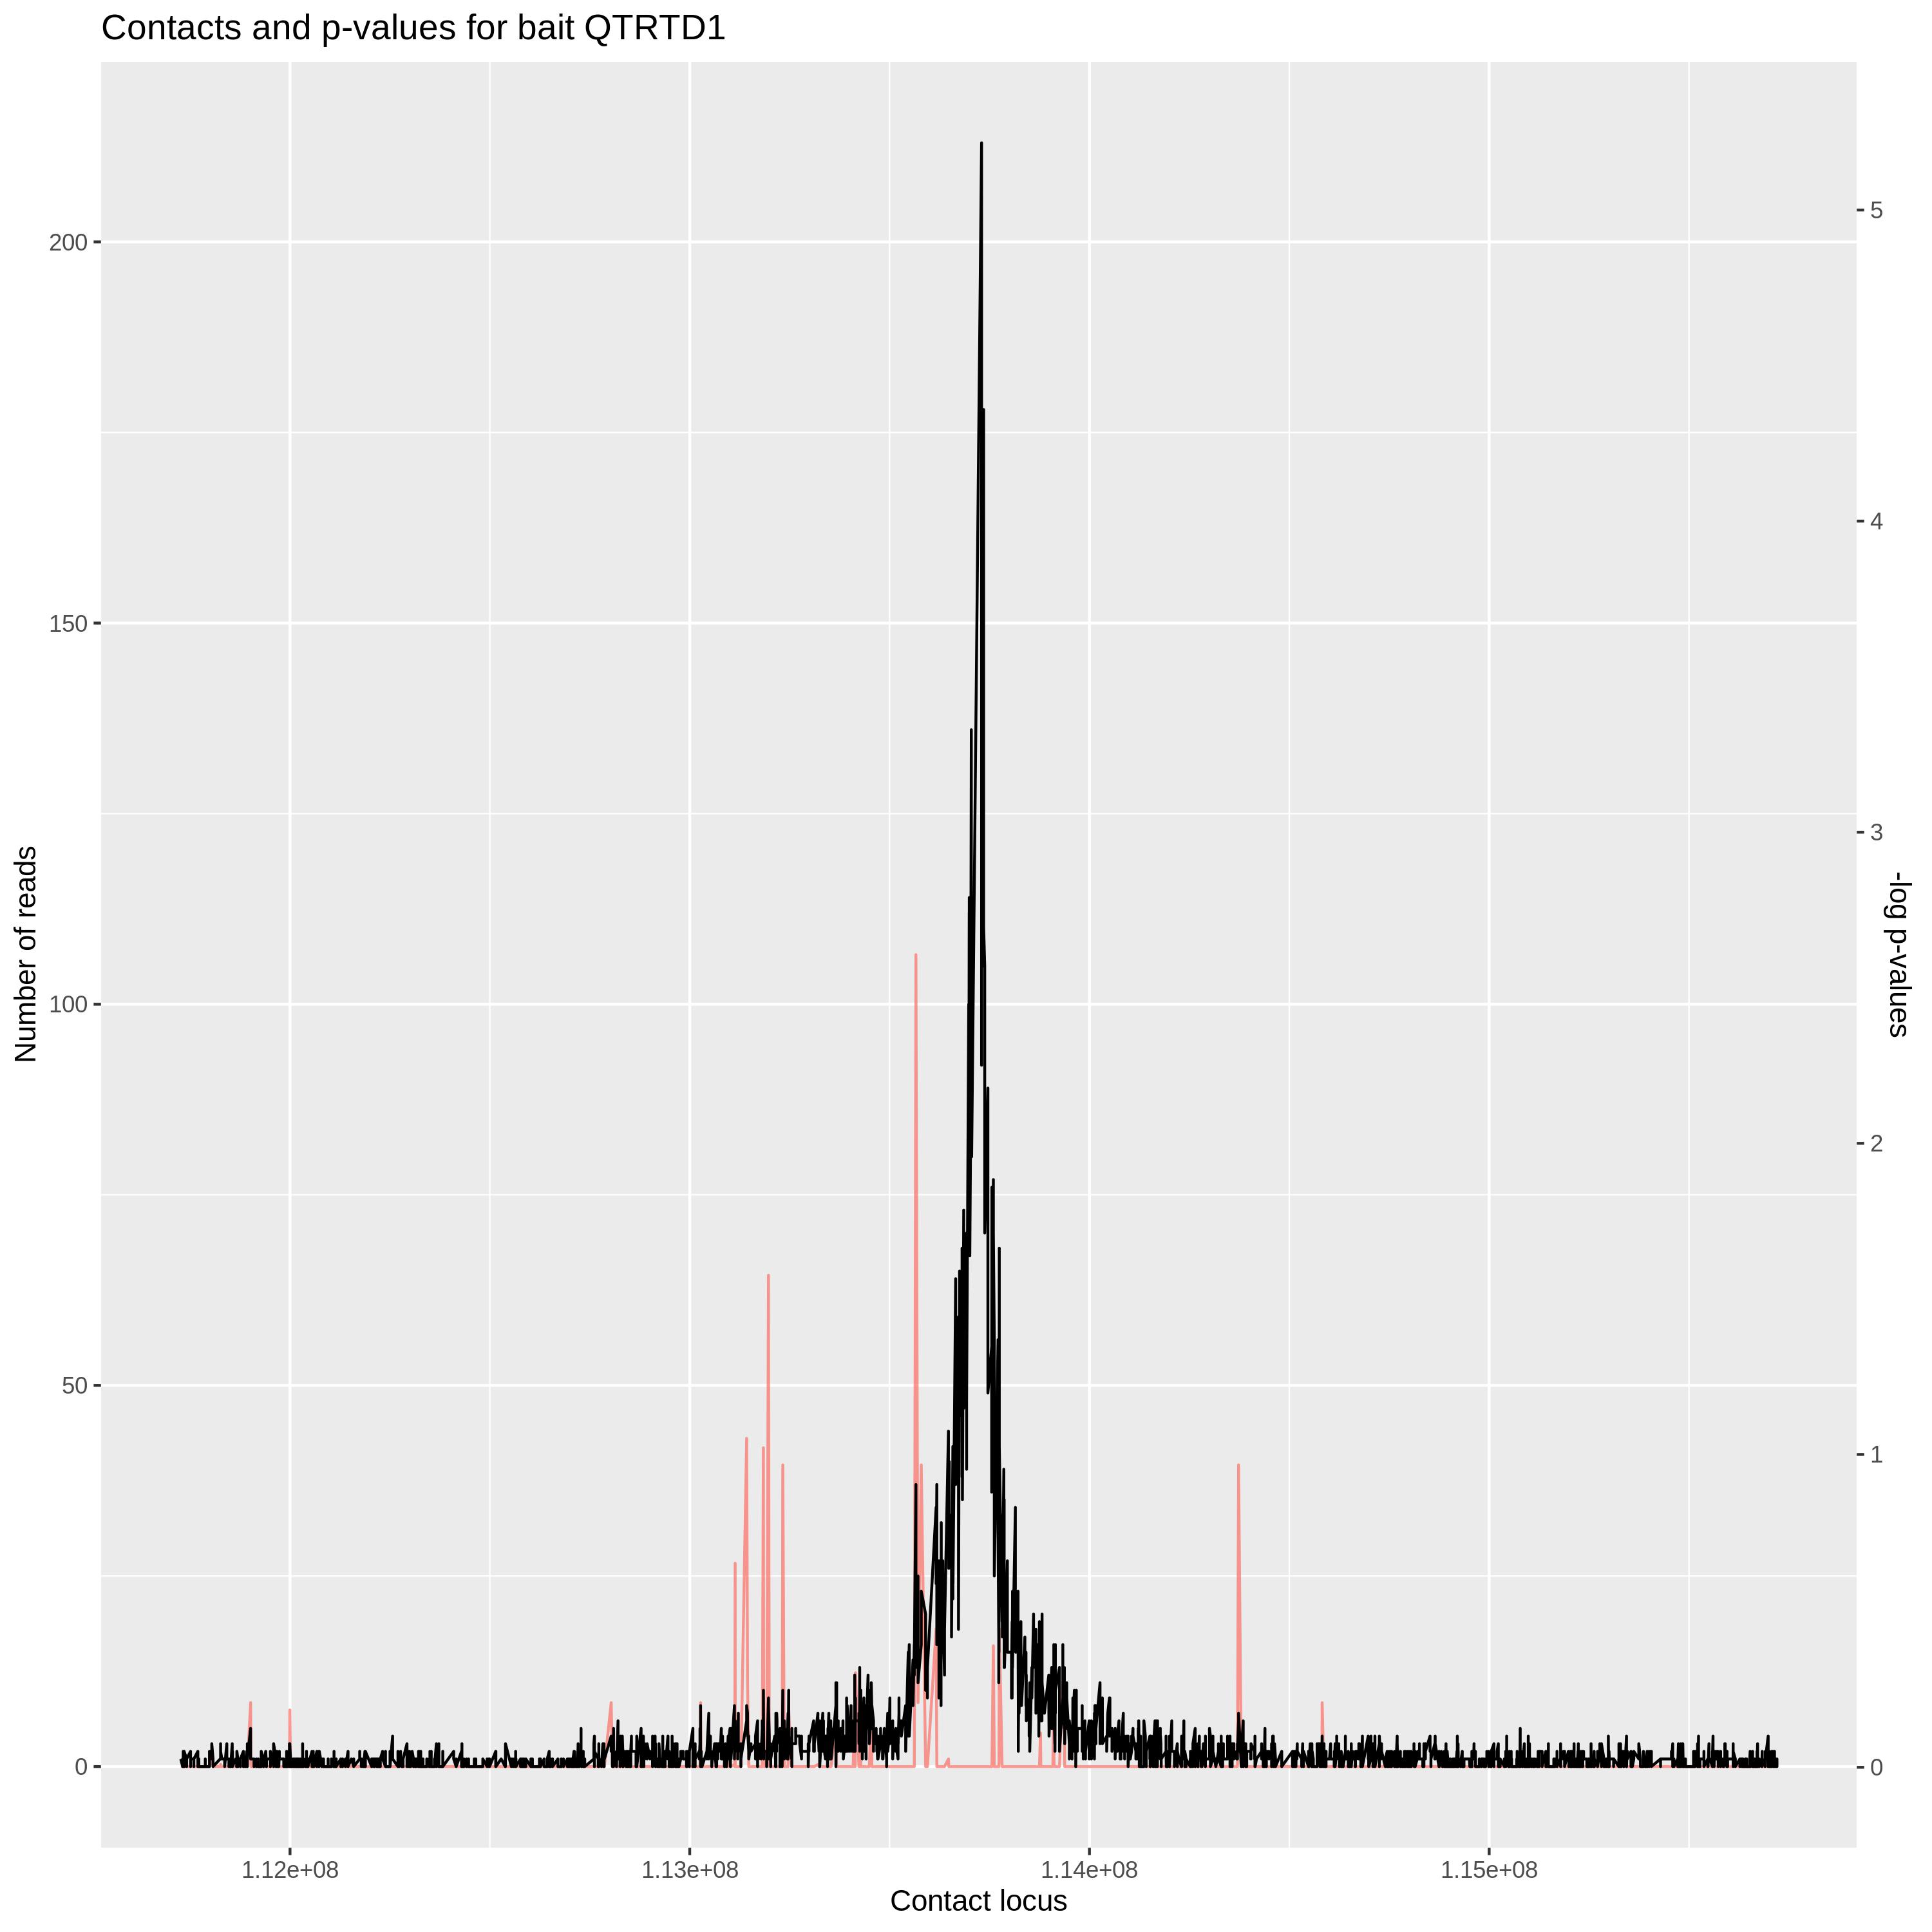 Contacts and p-values for bait QTRTD1
200
150
100
50
0
Number of reads
5
4
3
2
1
0
-log p-values
1.12e+08
1.13e+08
1.14e+08
1.15e+08
Contact locus